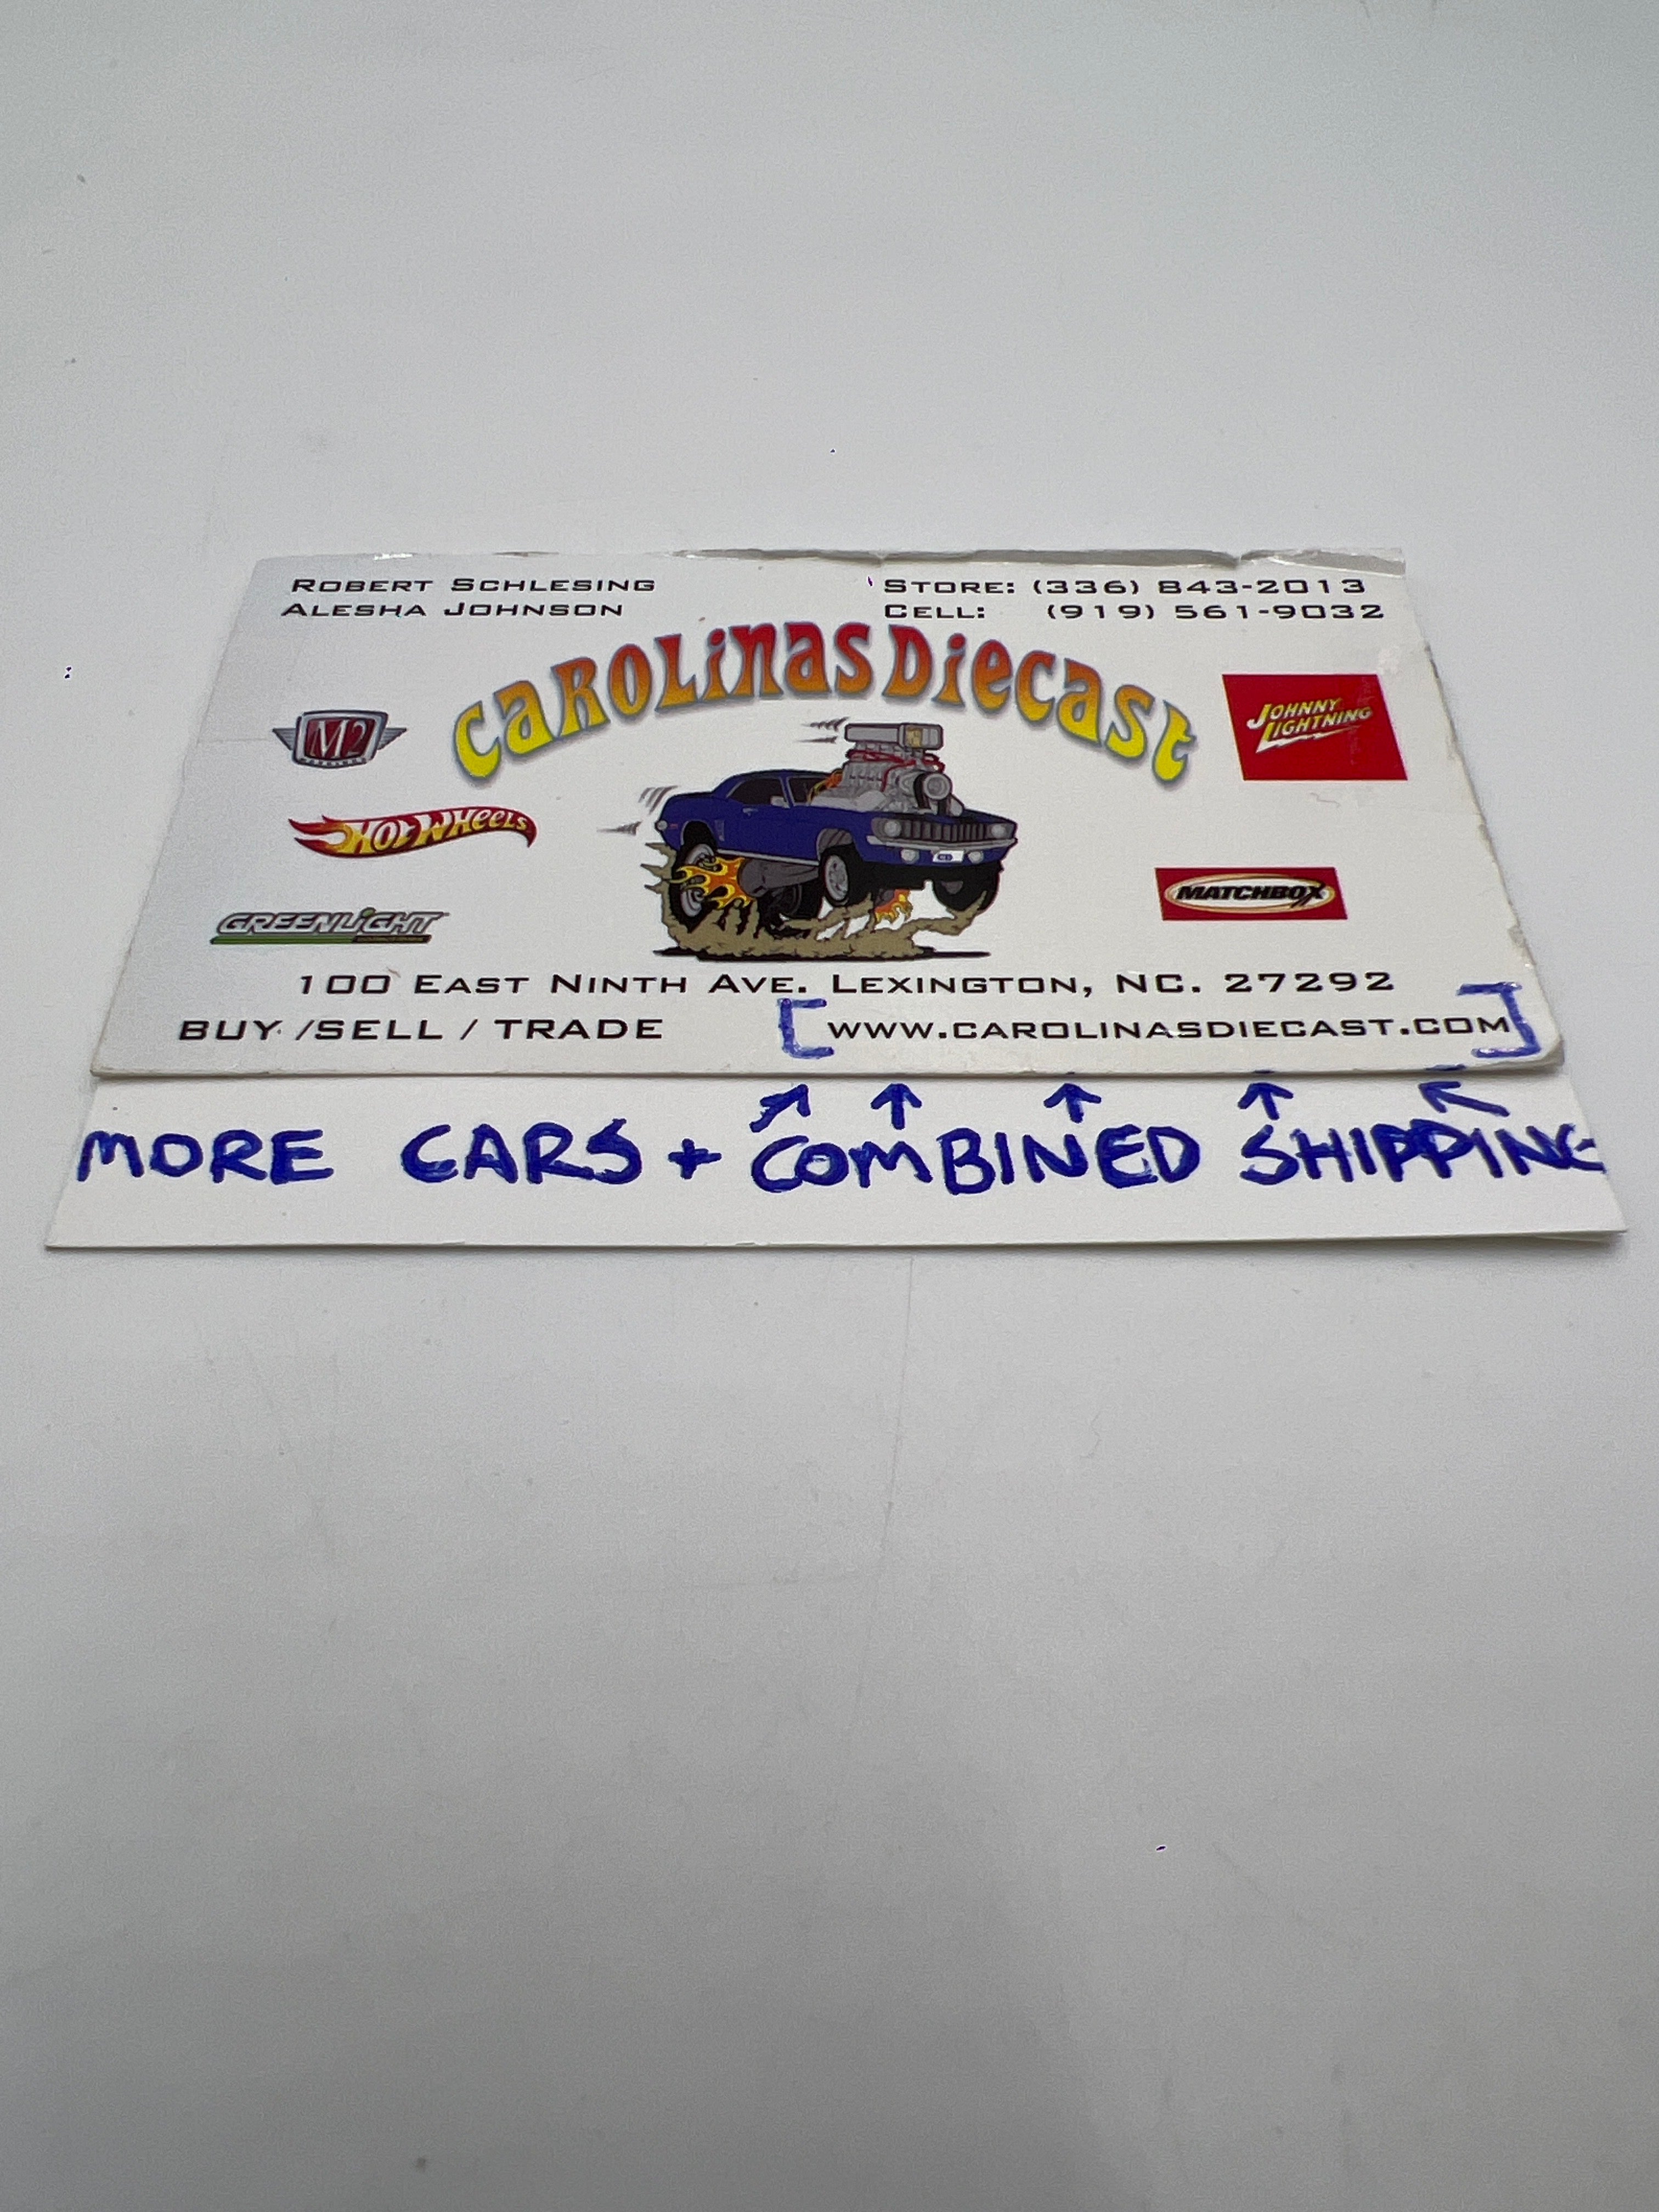 ROBERT SCHLESING
ALESHA JOHNSON
STORE: (336) 843-2013
CELL: (919) 561-9032
CAROLINAS DIECAST
M2
JOHNNY LIGHTNING
HOT WHEELS
MATCHBOX
GREENLIGHT
100 EAST NINTH AVE. LEXINGTON, NC. 27292
BUY /SELL / TRADE
[WWW.CAROLINASDIECAST.COM]
MORE CARS + COMBINED SHIPPING